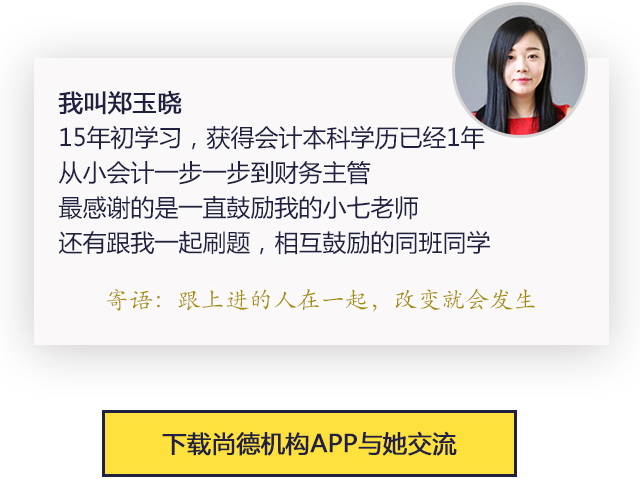 我叫郑玉晓
15年初学习，获得会计本科学历已经1年
从小会计一步一步到财务主管
最感谢的是一直鼓励我的小七老师
还有跟我一起刷题，相互鼓励的同班同学
寄语：跟上进的人在一起，改变就会发生
下载尚德机构APP与她交流